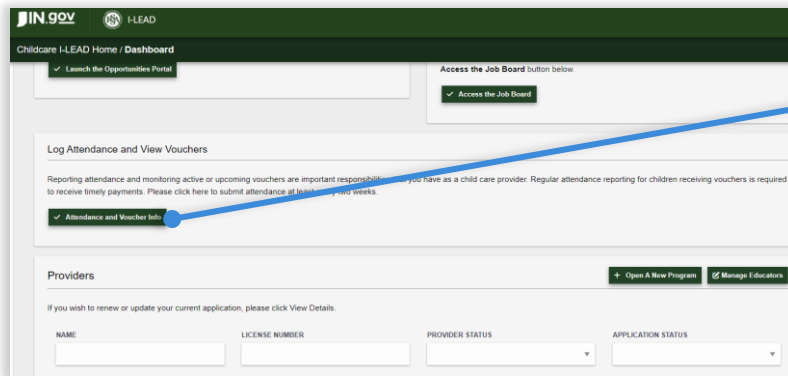 IN.gov I-LEAD
Childcare I-LEAD Home / Dashboard
Launch the Opportunities Portal
Access the Job Board button below.
Access the Job Board
Log Attendance and View Vouchers
Reporting attendance and monitoring active or upcoming vouchers are important you have as a child care provider. Regular attendance reporting for children receiving vouchers is required
to receive timely payments. Please click here to submit attendance at two weeks.
Attendance and Voucher Info
Providers
+ Open A New Program Manage Educators
If you wish to renew or update your current application, please click View Details.
NAME LICENSE NUMBER PROVIDER STATUS APPLICATION STATUS